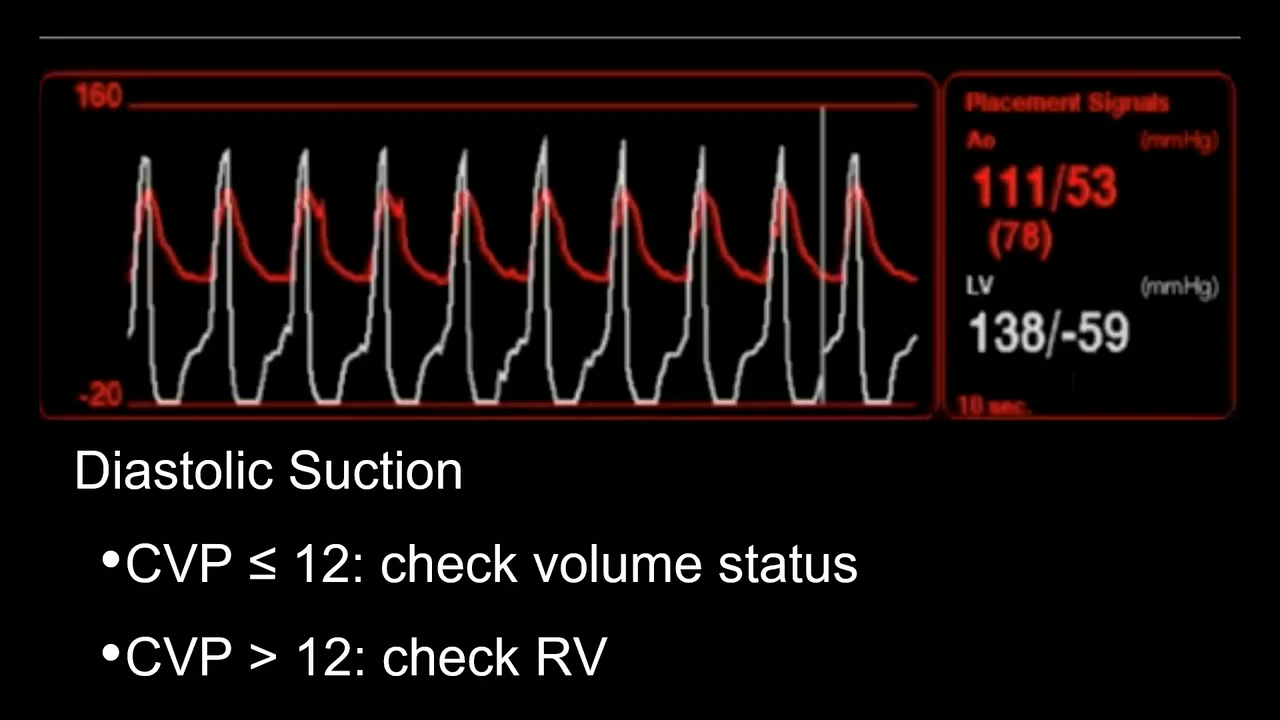 160
-20
Placement Signals
Ao (mmHg)
111/53
(78)
LV (mmHg)
138/-59
10 sec.
Diastolic Suction
•CVP ≤ 12: check volume status
•CVP > 12: check RV